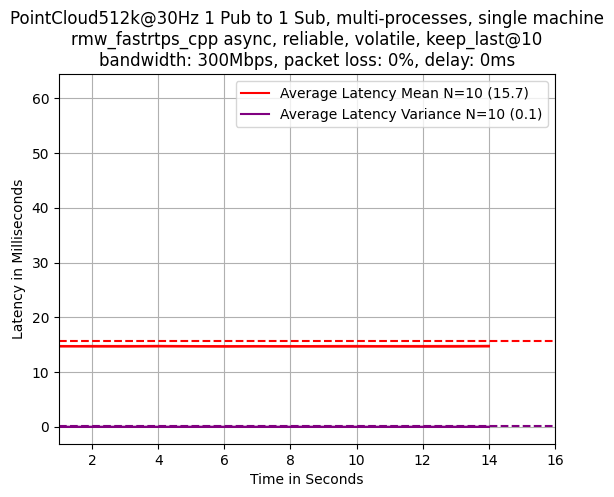 PointCloud512k@30Hz 1 Pub to 1 Sub, multi-processes, single machine
rmw_fastrtps_cpp async, reliable, volatile, keep_last@10
bandwidth: 300Mbps, packet loss: 0%, delay: 0ms
Average Latency Mean N=10 (15.7)
Average Latency Variance N=10 (0.1)
Latency in Milliseconds
60
50
40
30
20
10
0
2 4 6 8 10 12 14 16
Time in Seconds